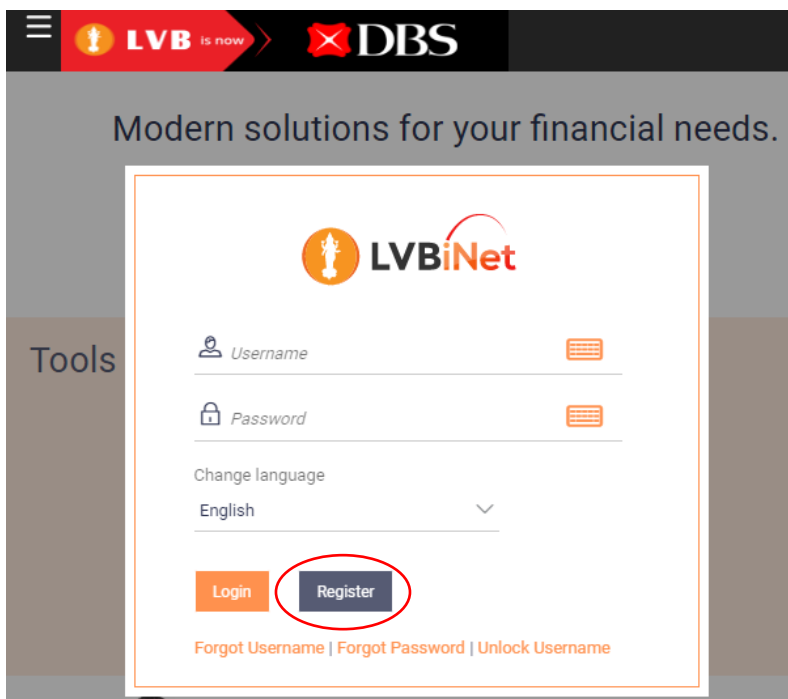 LVB is now DBS
Modern solutions for your financial needs.
LVBiNet
Tools
Username
Password
Change language
English
Login Register
Forgot Username | Forgot Password | Unlock Username